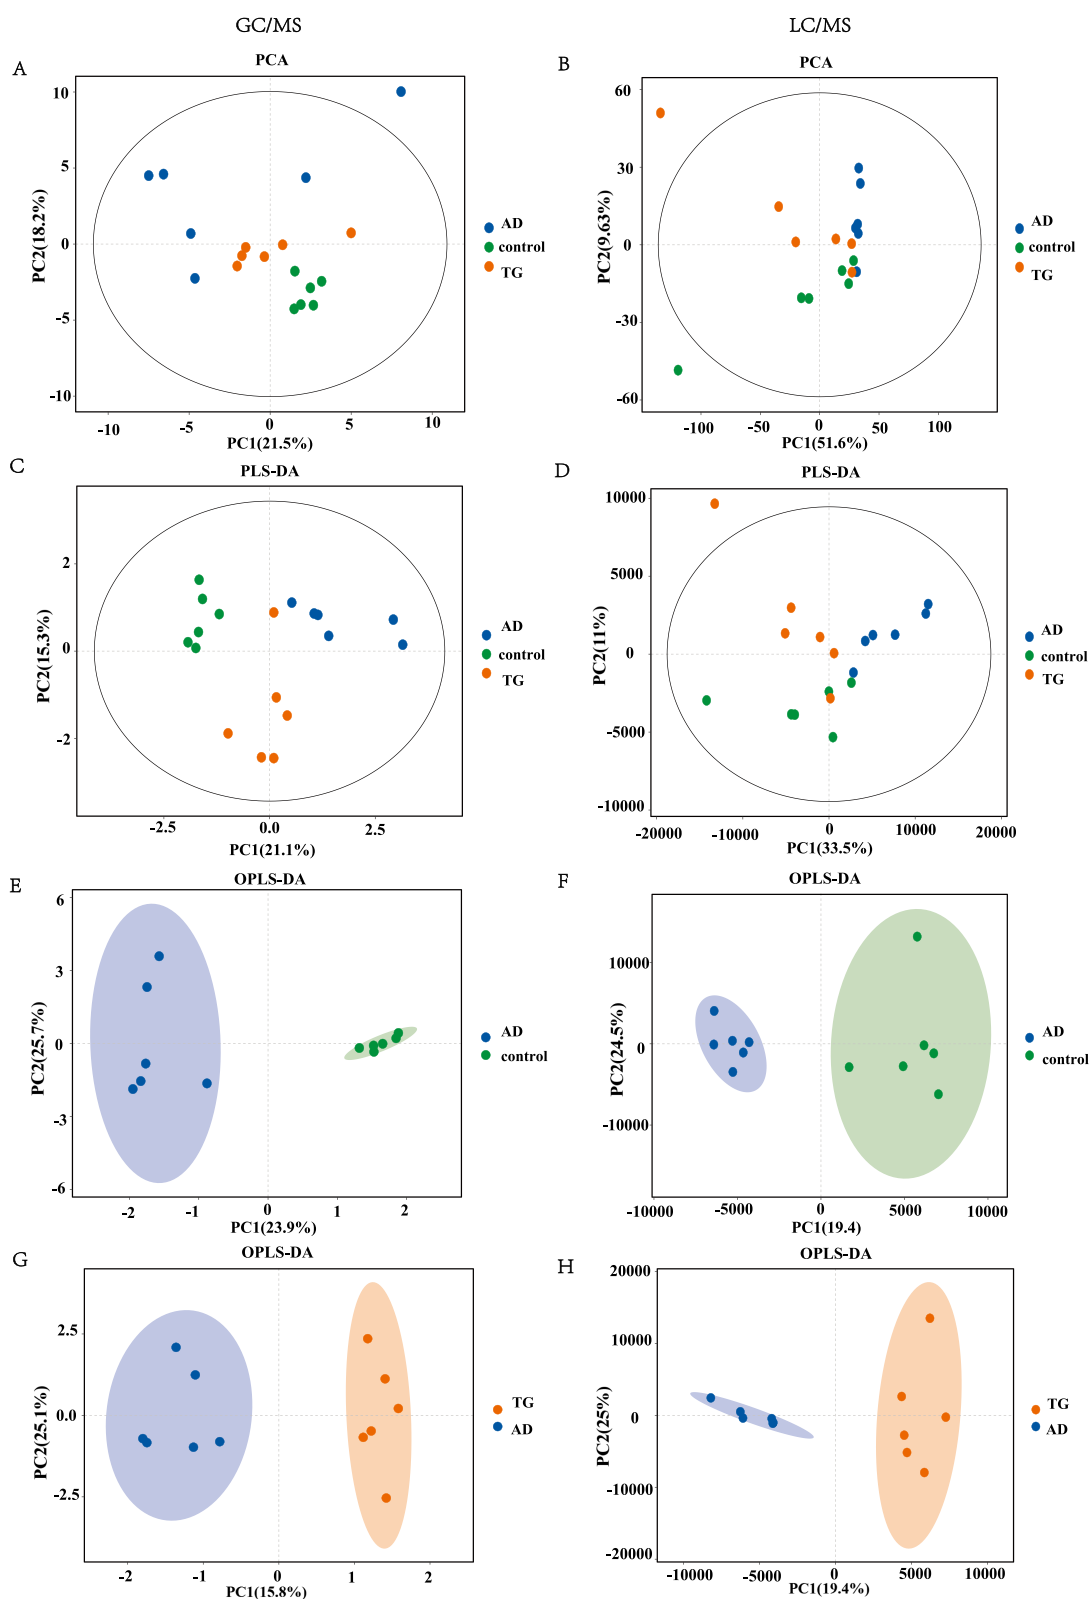 GC/MS
LC/MS
A
PCA
10
5
0
-5
-10
-10
-5
0
5
10
PC2(18.2%)
PC1(21.5%)
AD
control
TG
B
PCA
60
30
0
-30
-60
-100
-50
0
50
100
PC2(9.63%)
PC1(51.6%)
AD
control
TG
C
PLS-DA
2
0
-2
-2.5
0.0
2.5
PC2(15.3%)
PC1(21.1%)
AD
control
TG
D
PLS-DA
10000
5000
0
-5000
-10000
-20000
-10000
0
10000
20000
PC2(11%)
PC1(33.5%)
AD
control
TG
E
OPLS-DA
6
3
0
-3
-6
-2
-1
0
1
2
PC2(25.7%)
PC1(23.9%)
AD
control
F
OPLS-DA
10000
0
-10000
-10000
-5000
0
5000
10000
PC2(24.5%)
PC1(19.4)
AD
control
G
OPLS-DA
2.5
0.0
-2.5
-2
-1
0
1
2
PC2(25.1%)
PC1(15.8%)
TG
AD
H
OPLS-DA
20000
10000
0
-10000
-20000
-10000
-5000
0
5000
10000
PC2(25%)
PC1(19.4%)
TG
AD